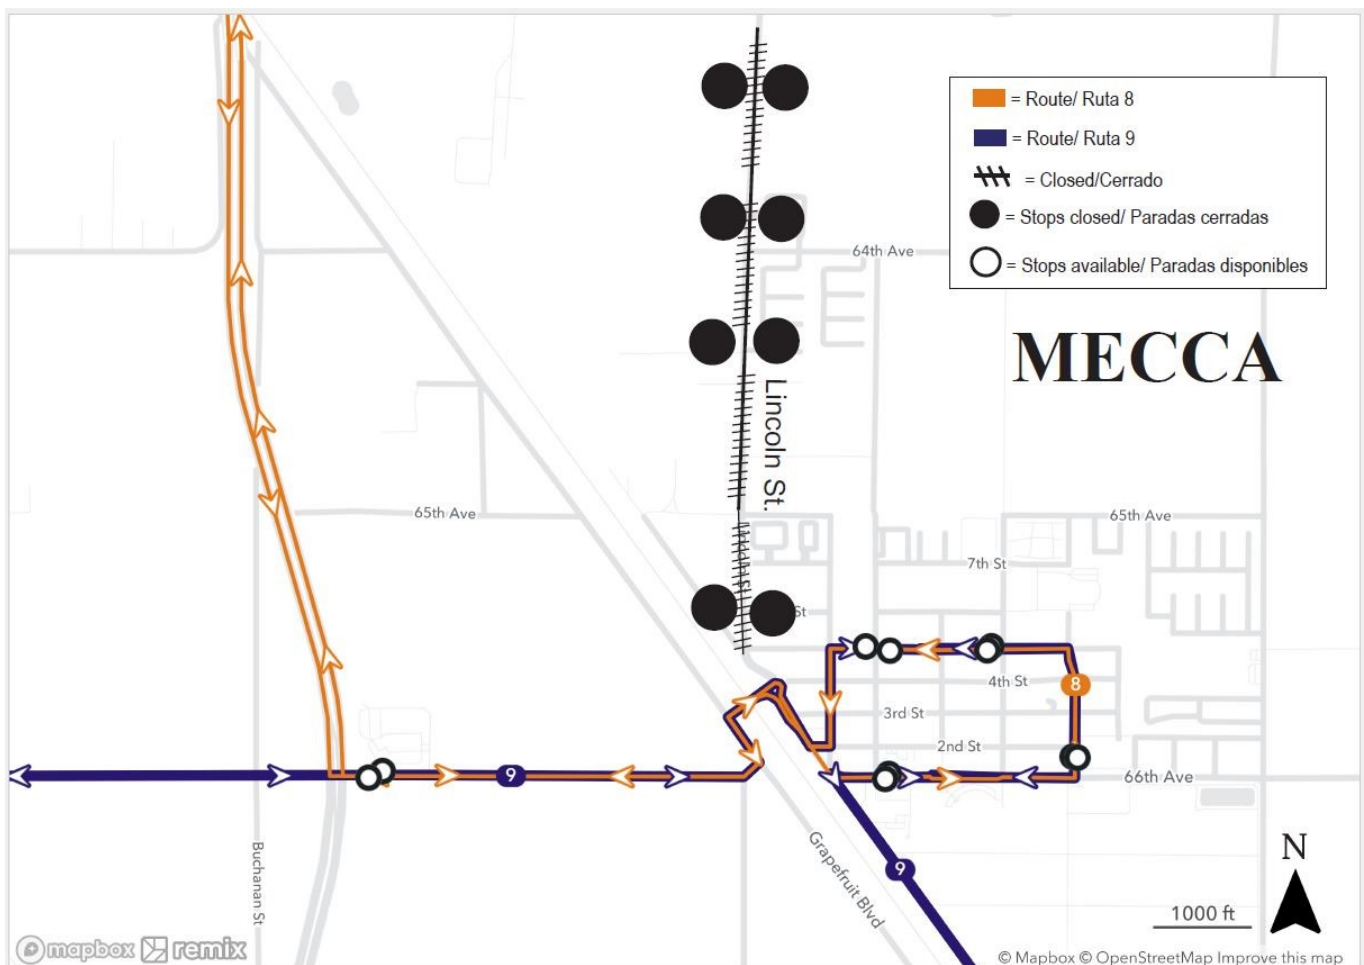 = Route/ Ruta 8
= Route/ Ruta 9
= Closed/Cerrado
= Stops closed/ Paradas cerradas
= Stops available/ Paradas disponibles
64th Ave
MECCA
Lincoln St.
65th Ave
65th Ave
7th St
St
4th St
8
3rd St
2nd St
9
66th Ave
Buchanan St
Grapefruit Blvd
9
N
1000 ft
mapbox remix
© Mapbox © OpenStreetMap Improve this map